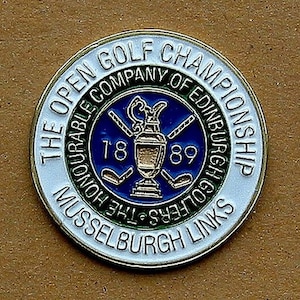 THE OPEN GOLF CHAMPIONSHIP
MUSSELBURGH LINKS
THE HONOURABLE COMPANY OF EDINBURGH GOLFERS
18 89